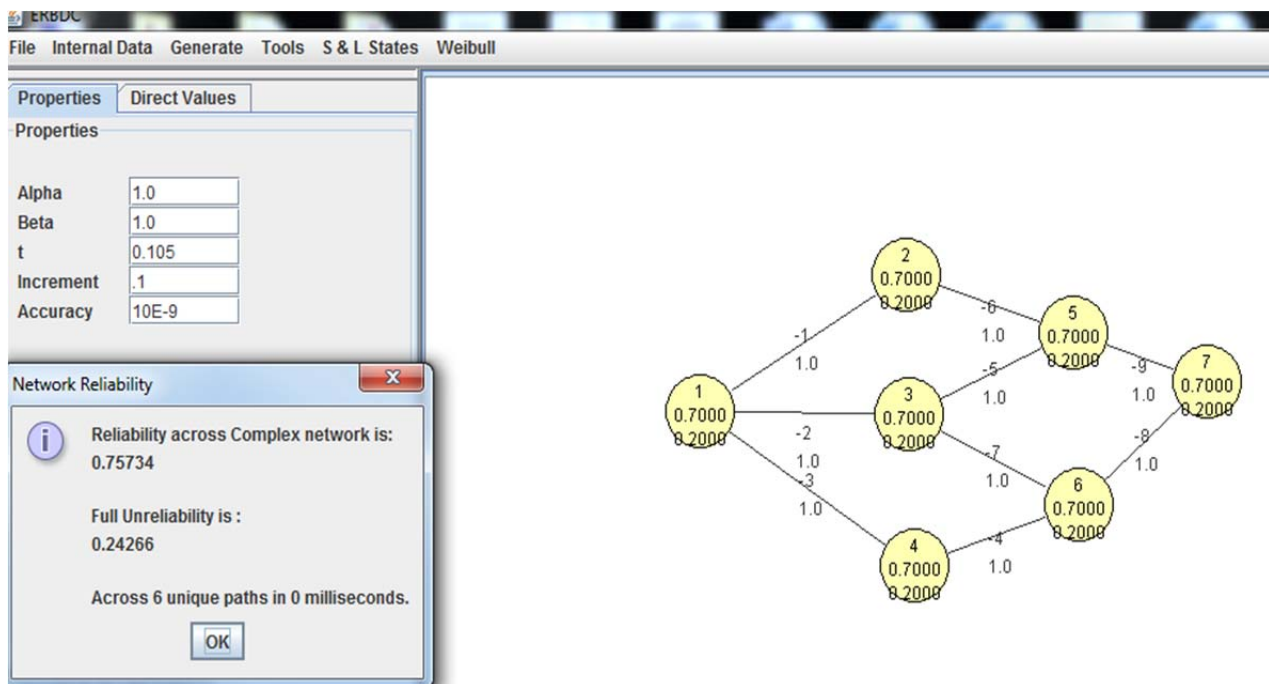 ERBDC
File Internal Data Generate Tools S & L States Weibull
Properties Direct Values
Properties
Alpha 1.0
Beta 1.0
t 0.105
Increment .1
Accuracy 10E-9
Network Reliability
X
i
Reliability across Complex network is:
0.75734
Full Unreliability is :
0.24266
Across 6 unique paths in 0 milliseconds.
OK
1
0.7000
0.2000
2
0.7000
0.2000
3
0.7000
0.2000
4
0.7000
0.2000
5
0.7000
0.2000
6
0.7000
0.2000
7
0.7000
0.2000
-1
1.0
-2
1.0
-3
1.0
-6
1.0
-5
1.0
-7
1.0
-4
1.0
-9
1.0
-8
1.0